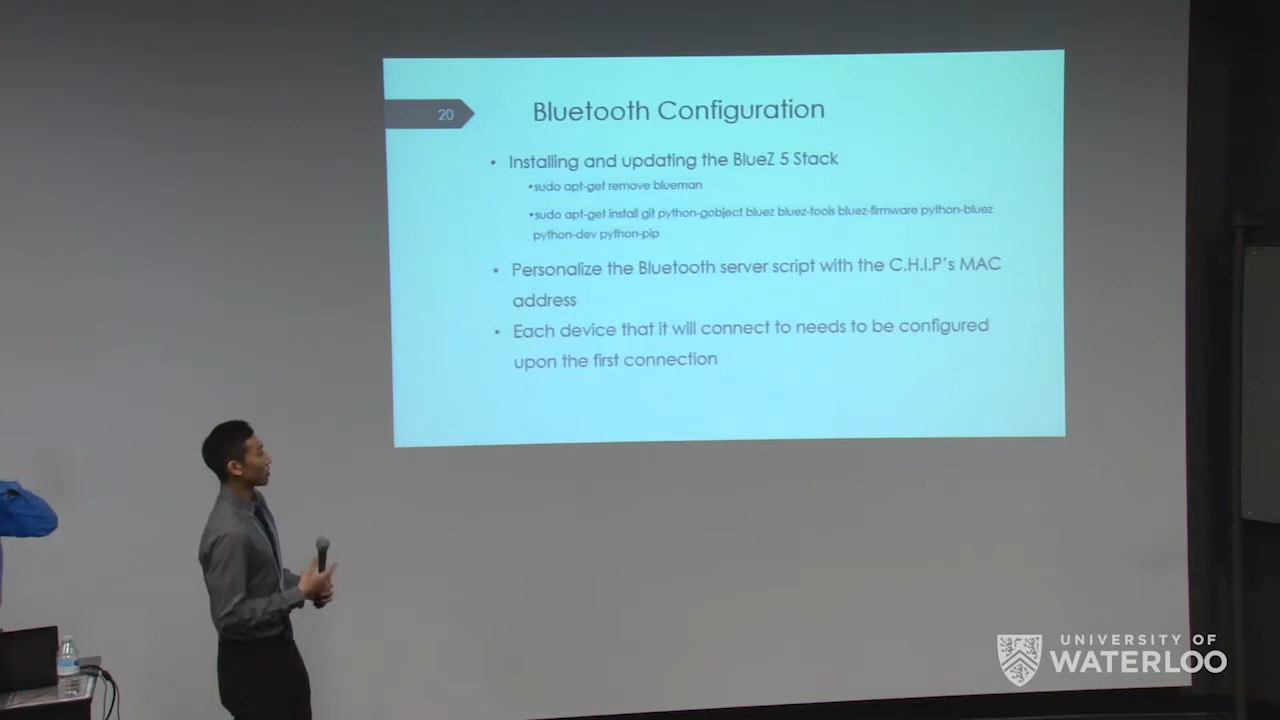 20
Bluetooth Configuration
• Installing and updating the BlueZ 5 Stack
•sudo apt-get remove blueman
•sudo apt-get install git python-gobject bluez bluez-tools bluez-firmware python-bluez
python-dev python-pip
• Personalize the Bluetooth server script with the C.H.I.P's MAC
address
• Each device that it will connect to needs to be configured
upon the first connection
UNIVERSITY OF
WATERLOO